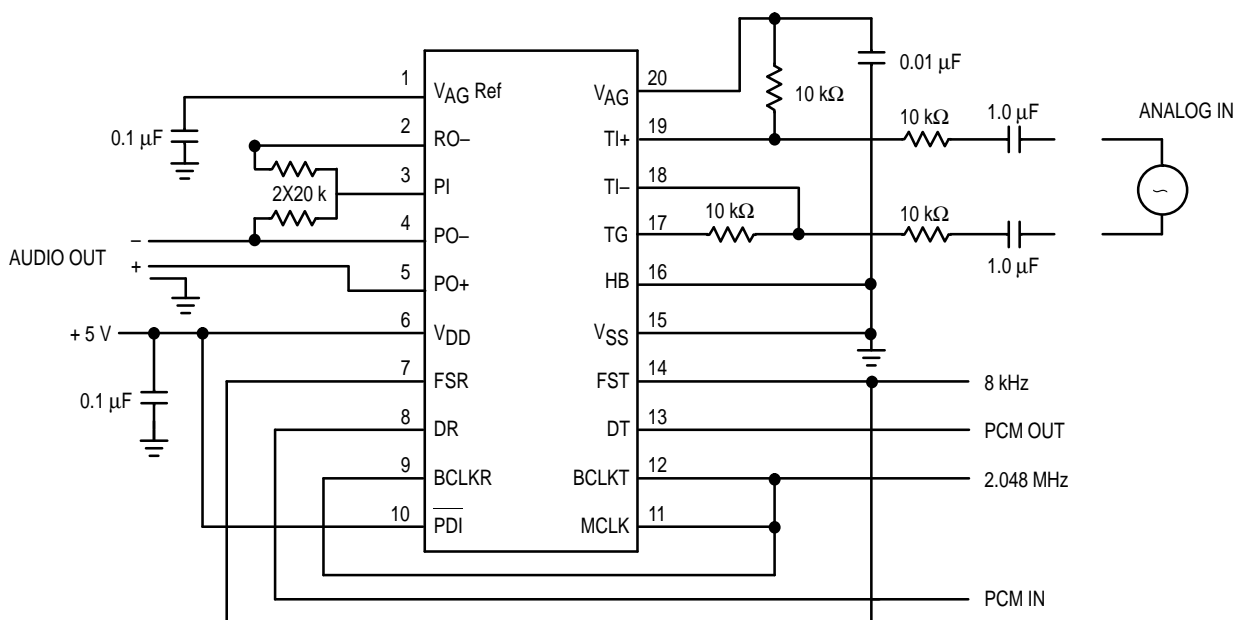 1
VAG Ref
0.1 µF
2
RO–
2X20 k
3
PI
4
PO–
AUDIO OUT
–
+
5
PO+
+ 5 V
6
VDD
0.1 µF
7
FSR
8
DR
9
BCLKR
10
PDI
20
VAG
0.01 µF
10 kΩ
19
TI+
10 kΩ
1.0 µF
ANALOG IN
18
TI–
17
TG
10 kΩ
10 kΩ
1.0 µF
16
HB
15
VSS
14
FST
8 kHz
13
DT
PCM OUT
12
BCLKT
2.048 MHz
11
MCLK
PCM IN